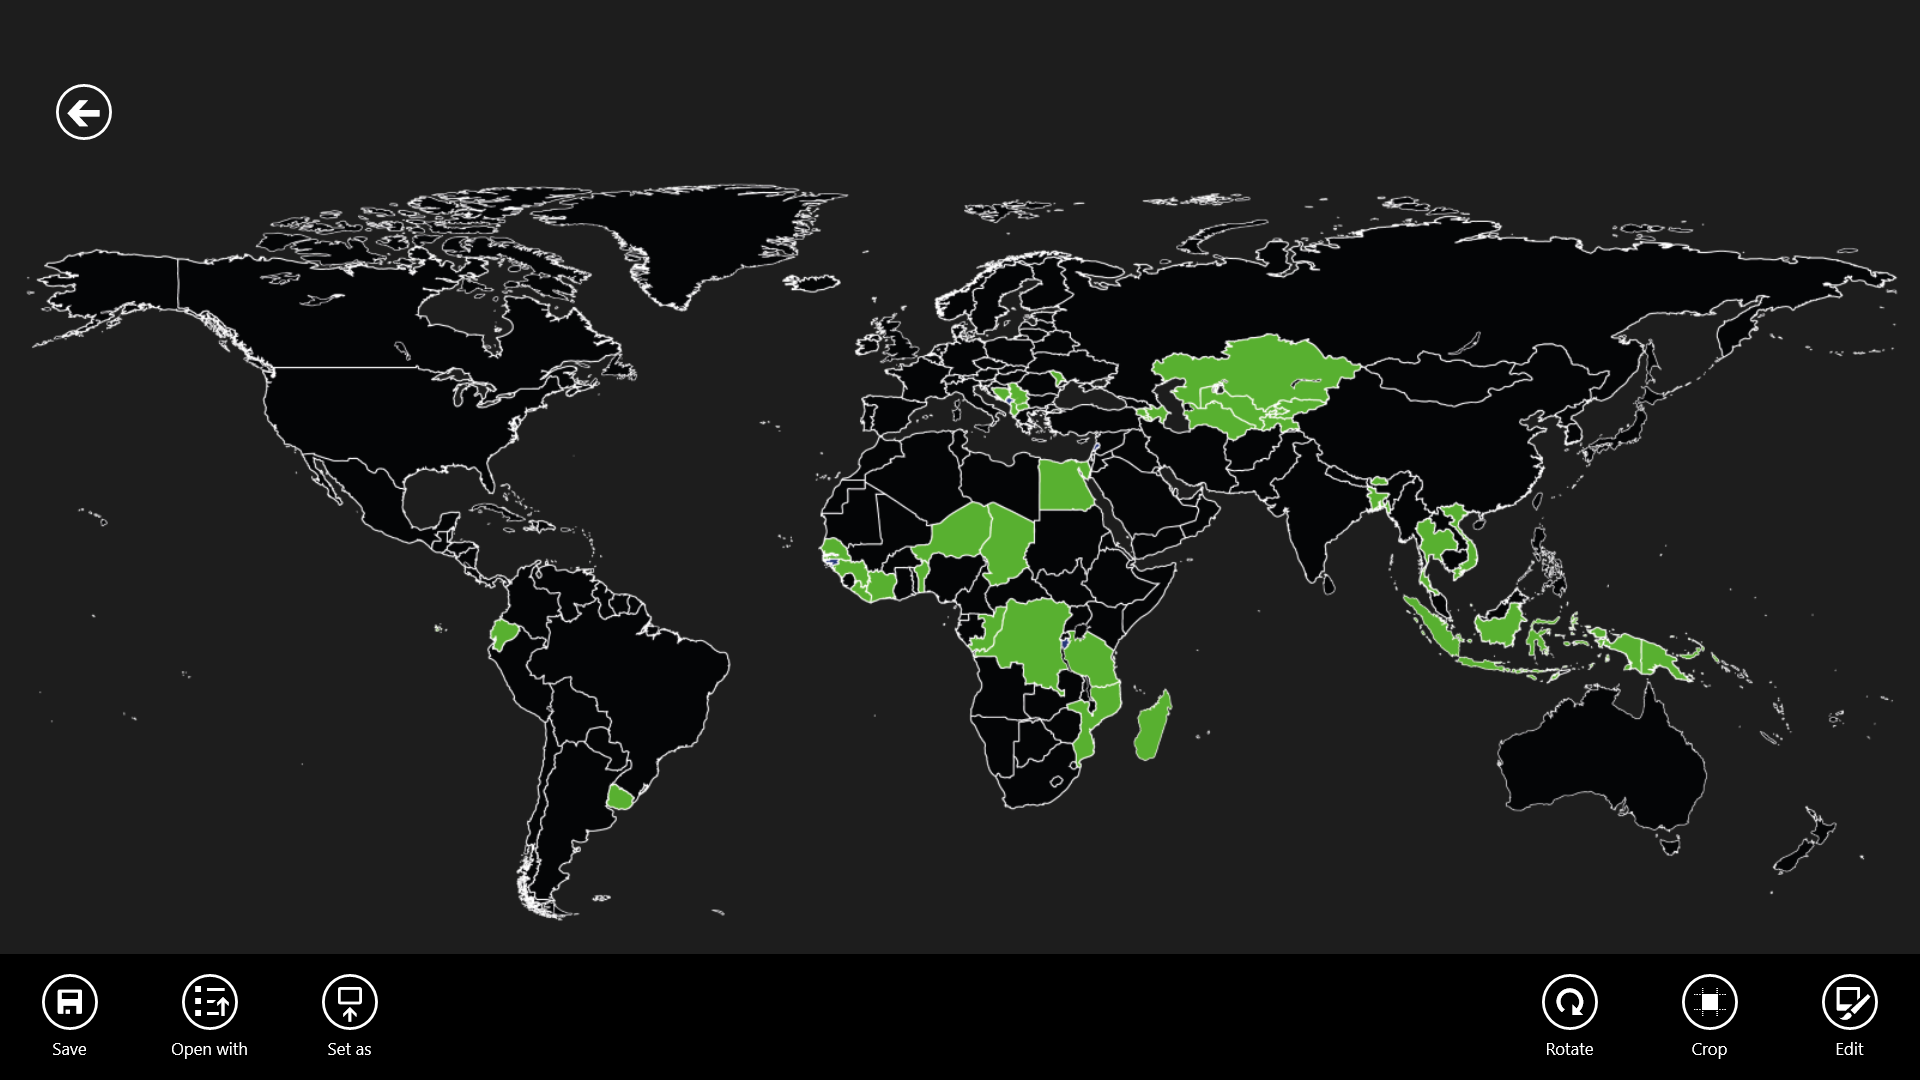 Save
Open with
Set as
Rotate
Crop
Edit